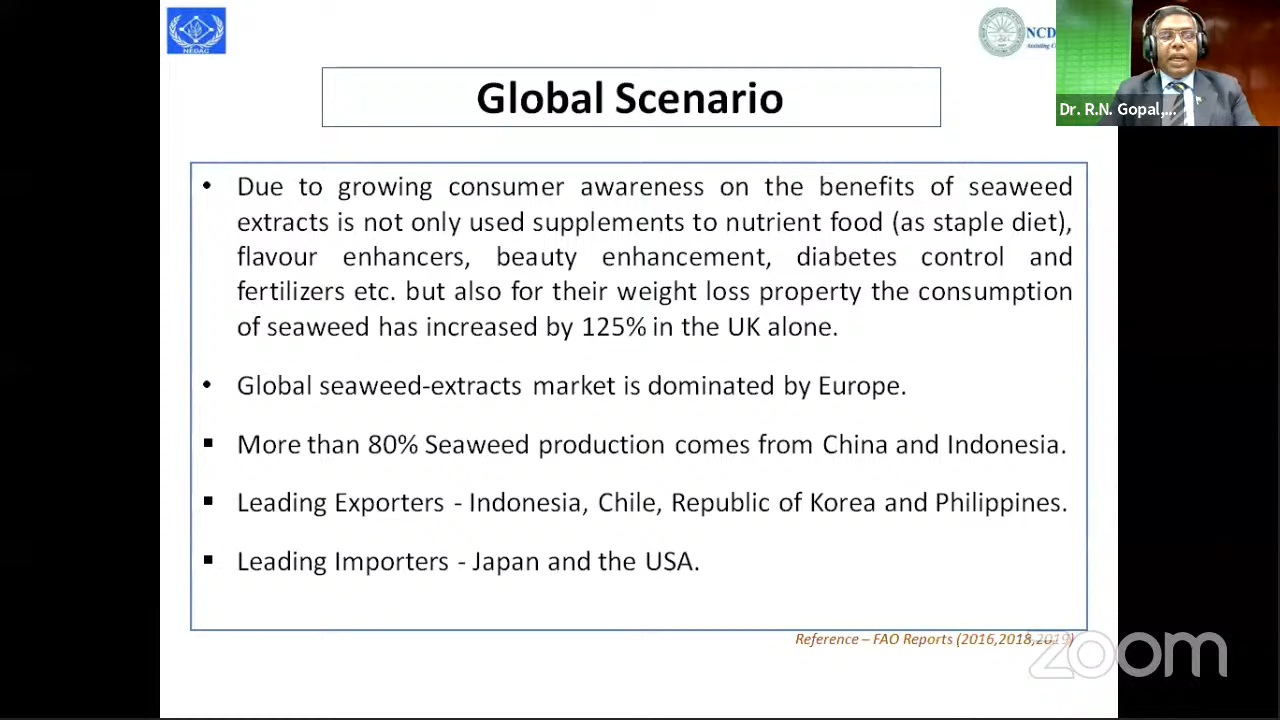 NEDAC
NCD
Assisting C
Dr. R.N. Gopal,...
Global Scenario
• Due to growing consumer awareness on the benefits of seaweed
extracts is not only used supplements to nutrient food (as staple diet),
flavour enhancers, beauty enhancement, diabetes control and
fertilizers etc. but also for their weight loss property the consumption
of seaweed has increased by 125% in the UK alone.
• Global seaweed-extracts market is dominated by Europe.
▪ More than 80% Seaweed production comes from China and Indonesia.
▪ Leading Exporters - Indonesia, Chile, Republic of Korea and Philippines.
▪ Leading Importers - Japan and the USA.
Reference – FAO Reports (2016,2018,2019)
zoom